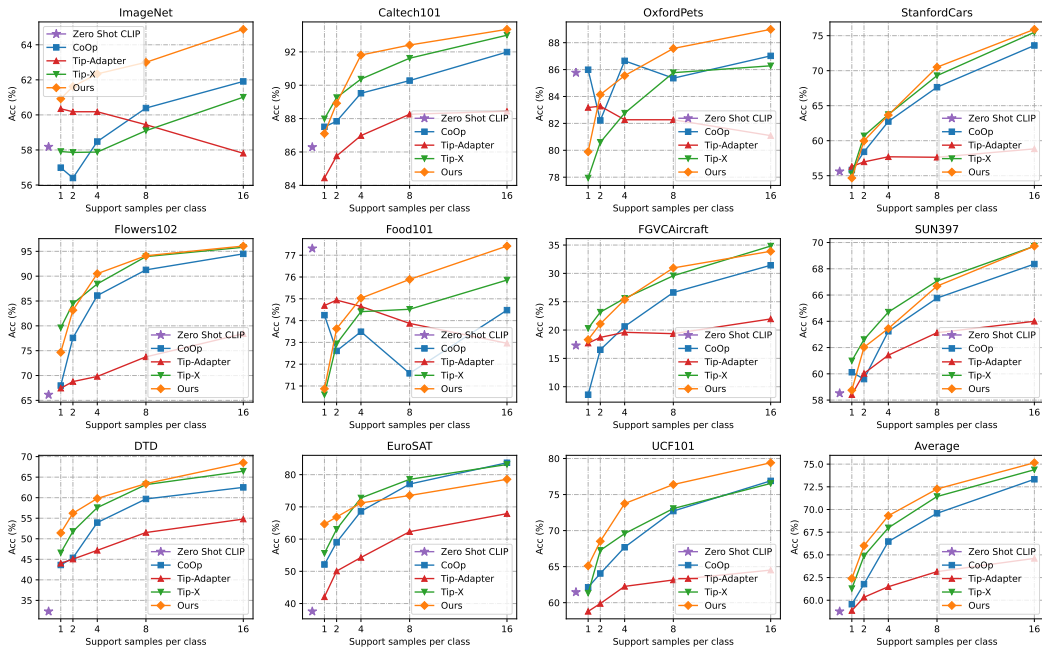 ImageNet
Acc (%)
64
62
60
58
56
Zero Shot CLIP
CoOp
Tip-Adapter
Tip-X
Ours
1 2 4 8 16
Support samples per class
Caltech101
Acc (%)
92
90
88
86
84
Zero Shot CLIP
CoOp
Tip-Adapter
Tip-X
Ours
1 2 4 8 16
Support samples per class
OxfordPets
Acc (%)
88
86
84
82
80
78
Zero Shot CLIP
CoOp
Tip-Adapter
Tip-X
Ours
1 2 4 8 16
Support samples per class
StanfordCars
Acc (%)
75
70
65
60
55
Zero Shot CLIP
CoOp
Tip-Adapter
Tip-X
Ours
1 2 4 8 16
Support samples per class
Flowers102
Acc (%)
95
90
85
80
75
70
65
Zero Shot CLIP
CoOp
Tip-Adapter
Tip-X
Ours
1 2 4 8 16
Support samples per class
Food101
Acc (%)
77
76
75
74
73
72
71
Zero Shot CLIP
CoOp
Tip-Adapter
Tip-X
Ours
1 2 4 8 16
Support samples per class
FGVCAircraft
Acc (%)
35
30
25
20
15
10
Zero Shot CLIP
CoOp
Tip-Adapter
Tip-X
Ours
1 2 4 8 16
Support samples per class
SUN397
Acc (%)
70
68
66
64
62
60
58
Zero Shot CLIP
CoOp
Tip-Adapter
Tip-X
Ours
1 2 4 8 16
Support samples per class
DTD
Acc (%)
70
65
60
55
50
45
40
35
Zero Shot CLIP
CoOp
Tip-Adapter
Tip-X
Ours
1 2 4 8 16
Support samples per class
EuroSAT
Acc (%)
80
70
60
50
40
Zero Shot CLIP
CoOp
Tip-Adapter
Tip-X
Ours
1 2 4 8 16
Support samples per class
UCF101
Acc (%)
80
75
70
65
60
Zero Shot CLIP
CoOp
Tip-Adapter
Tip-X
Ours
1 2 4 8 16
Support samples per class
Average
Acc (%)
75.0
72.5
70.0
67.5
65.0
62.5
60.0
Zero Shot CLIP
CoOp
Tip-Adapter
Tip-X
Ours
1 2 4 8 16
Support samples per class